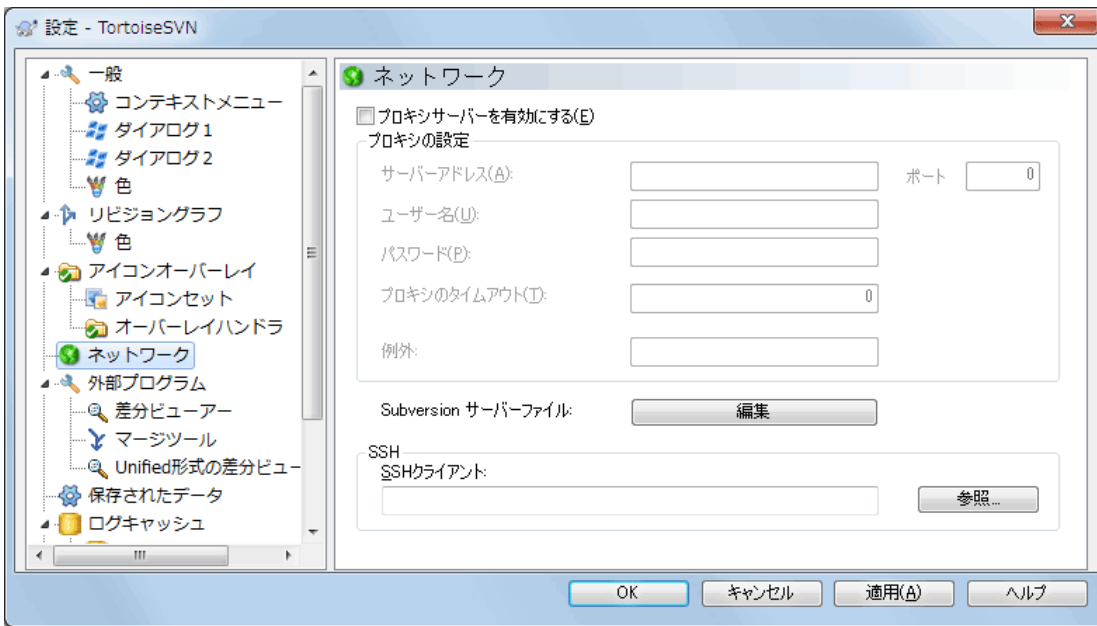 設定 - TortoiseSVN
一般
コンテキストメニュー
ダイアログ1
ダイアログ2
色
リビジョングラフ
色
アイコンオーバーレイ
アイコンセット
オーバーレイハンドラ
ネットワーク
外部プログラム
差分ビューアー
マージツール
Unified形式の差分ビュー
保存されたデータ
ログキャッシュ
ネットワーク
プロキシサーバーを有効にする(E)
プロキシの設定
サーバーアドレス(A):
ポート 0
ユーザー名(U):
パスワード(P):
プロキシのタイムアウト(T): 0
例外:
Subversion サーバーファイル: 編集
SSH
SSHクライアント:
参照...
OK キャンセル 適用(A) ヘルプ